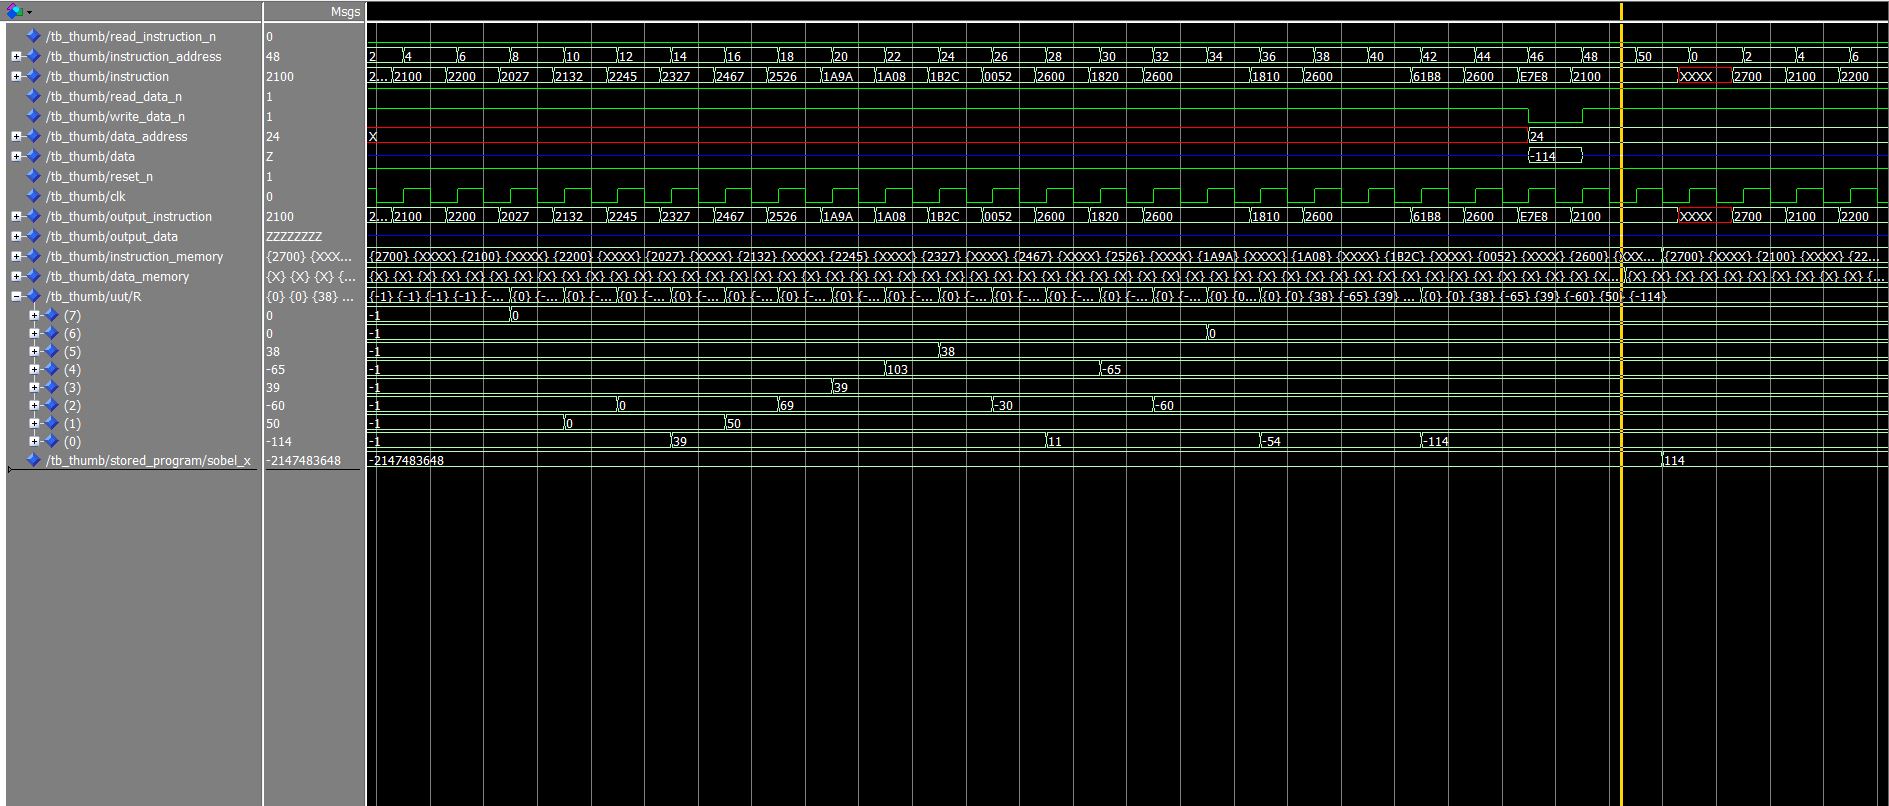 Msgs
/tb_thumb/read_instruction_n 0
/tb_thumb/instruction_address 48 2 4 6 8 10 12 14 16 18 20 22 24 26 28 30 32 34 36 38 40 42 44 46 48 50 0 2 4 6
/tb_thumb/instruction 2100 2... 2100 2200 2027 2132 2245 2327 2467 2526 1A9A 1A08 1B2C 0052 2600 1820 2600 1810 2600 61B8 2600 E7E8 2100 XXXX 2700 2100 2200
/tb_thumb/read_data_n 1
/tb_thumb/write_data_n 1
/tb_thumb/data_address 24 X 24
/tb_thumb/data Z -114
/tb_thumb/reset_n 1
/tb_thumb/clk 0
/tb_thumb/output_instruction 2100 2... 2100 2200 2027 2132 2245 2327 2467 2526 1A9A 1A08 1B2C 0052 2600 1820 2600 1810 2600 61B8 2600 E7E8 2100 XXXX 2700 2100 2200
/tb_thumb/output_data ZZZZZZZZ
/tb_thumb/instruction_memory {2700} {XXX... {2700} {XXXX} {2100} {XXXX} {2200} {XXXX} {2027} {XXXX} {2132} {XXXX} {2245} {XXXX} {2327} {XXXX} {2467} {XXXX} {2526} {XXXX} {1A9A} {XXXX} {1A08} {XXXX} {1B2C} {XXXX} {0052} {XXXX} {2600} {XXX... {2700} {XXXX} {2100} {XXXX} {22...
/tb_thumb/data_memory {X} {X} {X} {... {X} {X} {X} {X} {X} {X} {X} {X} {X} {X} {X} {X} {X} {X} {X} {X} {X} {X} {X} {X} {X} {X} {X} {X} {X} {X} {X} {X} {X} {X} {X} {X} {X} {X} {X} {X} {X} {X} {X} {X} {X} {X} {X} {X} {X} {X} {X... {X} {X} {X} {X} {X} {X} {X} {X} {X} {X} {...
/tb_thumb/uut/R {0} {0} {38} ... {-1} {-1} {-1} {-1} {-... {0} {-... {0} {-... {0} {-... {0} {-... {0} {-... {0} {-... {0} {-... {0} {-... {0} {-... {0} {-... {0} {-... {0} {-... {0} {-... {0} 0... {0} {0} {38} {-65} {39} ... {0} {0} {38} {-65} {39} {-60} {50} {-114}
(7) 0 -1 0
(6) 0 -1 0
(5) 38 -1 38
(4) -65 -1 103 -65
(3) 39 -1 39
(2) -60 -1 0 69 -30 -60
(1) 50 -1 0 50
(0) -114 -1 39 11 -54 -114
/tb_thumb/stored_program/sobel_x -2147483648 -2147483648 114